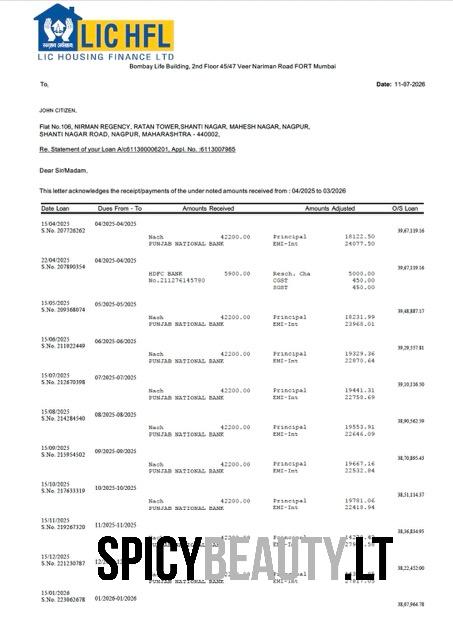 LIC HFL
LIC HOUSING FINANCE LTD
Bombay Life Building, 2nd Floor 45/47 Veer Nariman Road FORT Mumbai
To, Date: 11-07-2026
JOHN CITIZEN,
Flat No.106, NIRMAN REGENCY, RATAN TOWER,SHANTI NAGAR, MAHESH NAGAR, NAGPUR,
SHANTI NAGAR ROAD, NAGPUR, MAHARASHTRA - 440002,
Re. Statement of your Loan A/c611300006201, Appl. No. :6113007965
Dear Sir/Madam,
This letter acknowledges the receipt/payments of the under noted amounts received from : 04/2025 to 03/2026
Date Loan Dues From - To Amounts Received Amounts Adjusted O/S Loan
15/04/2025 04/2025-04/2025 39,67,119.16
S.No. 207726262
Nach 42200.00 Principal 18122.50
PUNJAB NATIONAL BANK EMI-Int 24077.50
22/04/2025 04/2025-04/2025 39,67,119.16
S.No. 207890354
HDFC BANK 5900.00 Resch. Cha 5000.00
No.211276145790 CGST 450.00
SGST 450.00
15/05/2025 05/2025-05/2025 39,48,887.17
S.No. 209568074
Nach 42200.00 Principal 18231.99
PUNJAB NATIONAL BANK EMI-Int 23968.01
15/06/2025 06/2025-06/2025 39,29,557.81
S.No. 211022449
Nach 42200.00 Principal 19329.36
PUNJAB NATIONAL BANK EMI-Int 22870.64
15/07/2025 07/2025-07/2025 39,10,116.50
S.No. 212670398
Nach 42200.00 Principal 19441.31
PUNJAB NATIONAL BANK EMI-Int 22758.69
15/08/2025 08/2025-08/2025 38,90,562.59
S.No. 214284540
Nach 42200.00 Principal 19553.91
PUNJAB NATIONAL BANK EMI-Int 22646.09
15/09/2025 09/2025-09/2025 38,70,895.43
S.No. 215954502
Nach 42200.00 Principal 19667.16
PUNJAB NATIONAL BANK EMI-Int 22532.84
15/10/2025 10/2025-10/2025 38,51,114.37
S.No. 217633319
Nach 42200.00 Principal 19781.06
PUNJAB NATIONAL BANK EMI-Int 22418.94
15/11/2025 11/2025-11/2025 38,36,834.95
S.No. 219267320
SPICYBEAUTY.LT
15/12/2025 38,22,452.00
S.No. 221230787
PUNJAB NATIONAL BANK EMI-Int
15/01/2026 01/2026-01/2026 38,07,964.78
S.No. 223062678